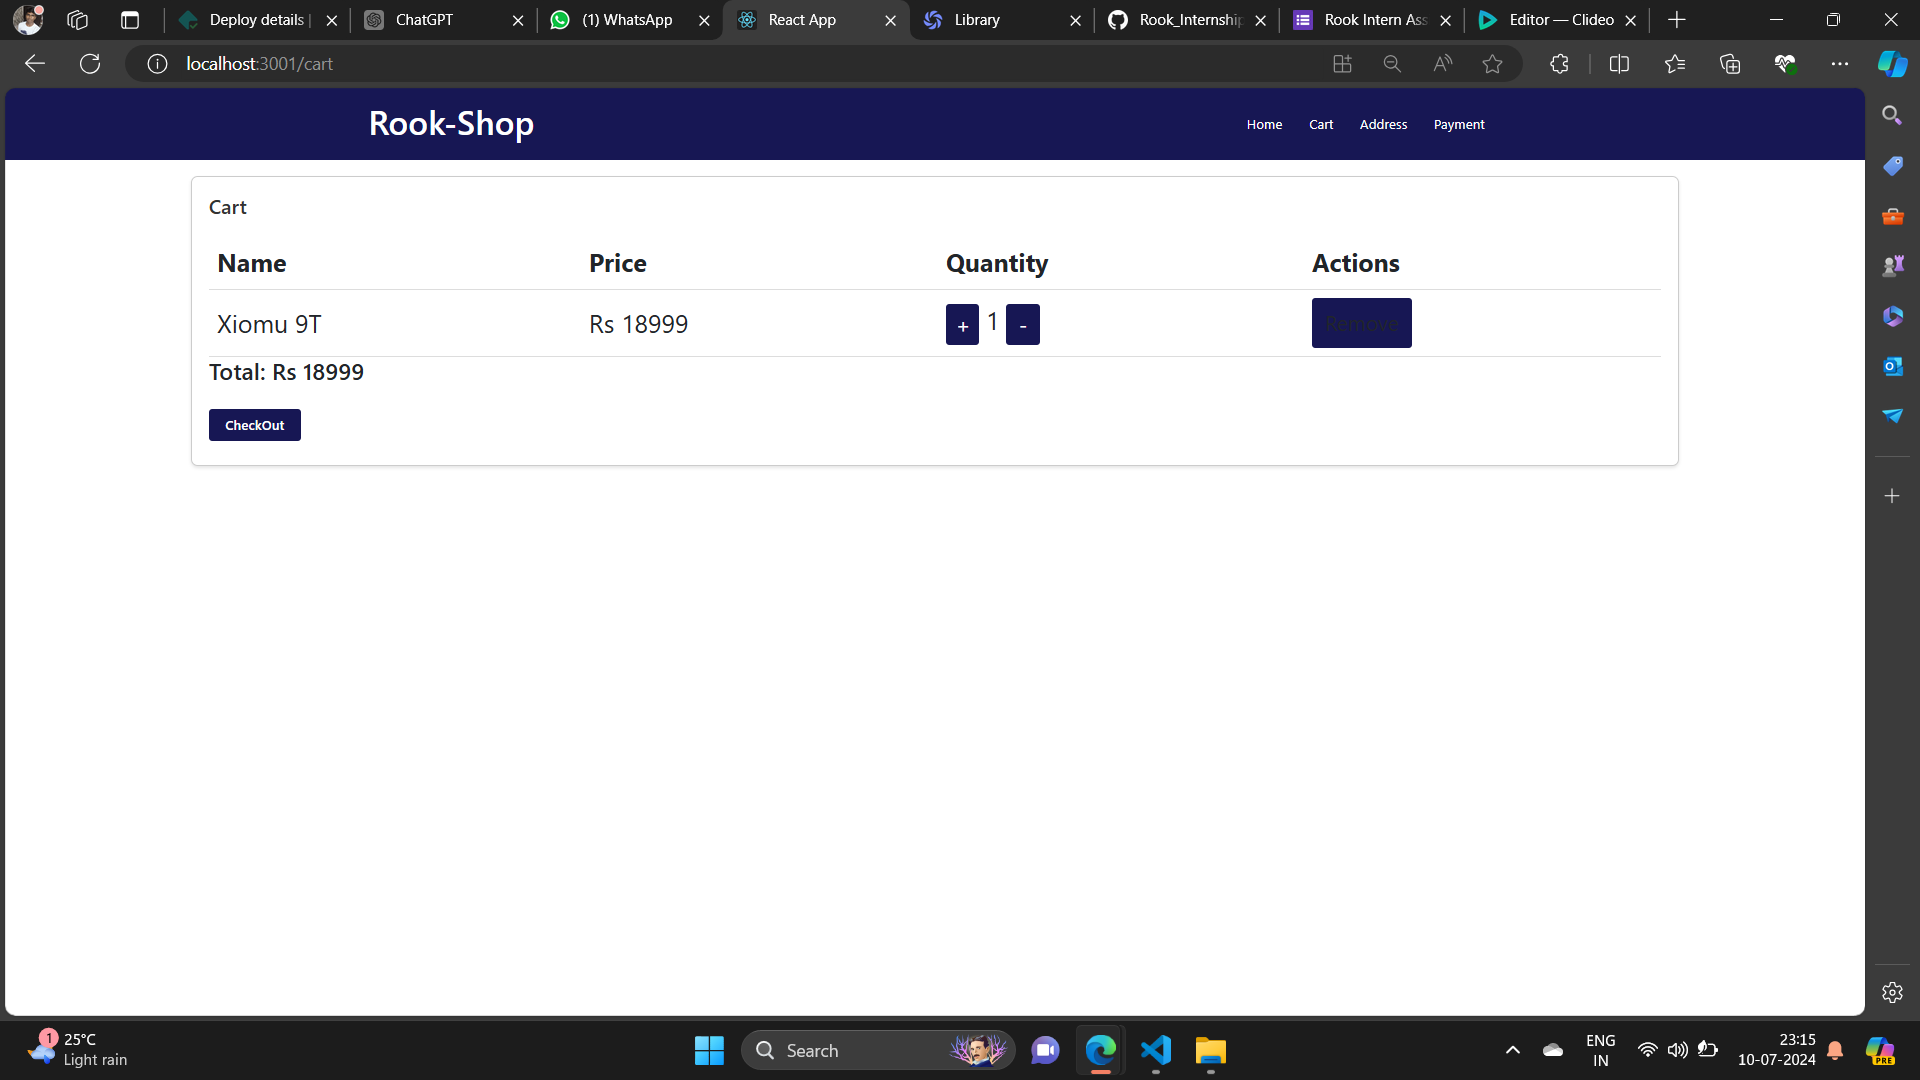 Deploy details |
ChatGPT
(1) WhatsApp
React App
Library
Rook_Internship
Rook Intern Ass
Editor — Clideo
localhost:3001/cart
Rook-Shop
Home Cart Address Payment
Cart
Name Price Quantity Actions
Xiomu 9T Rs 18999 + 1 - Remove
Total: Rs 18999
CheckOut
1
25°C
Light rain
Search
ENG
IN
23:15
10-07-2024
PRE